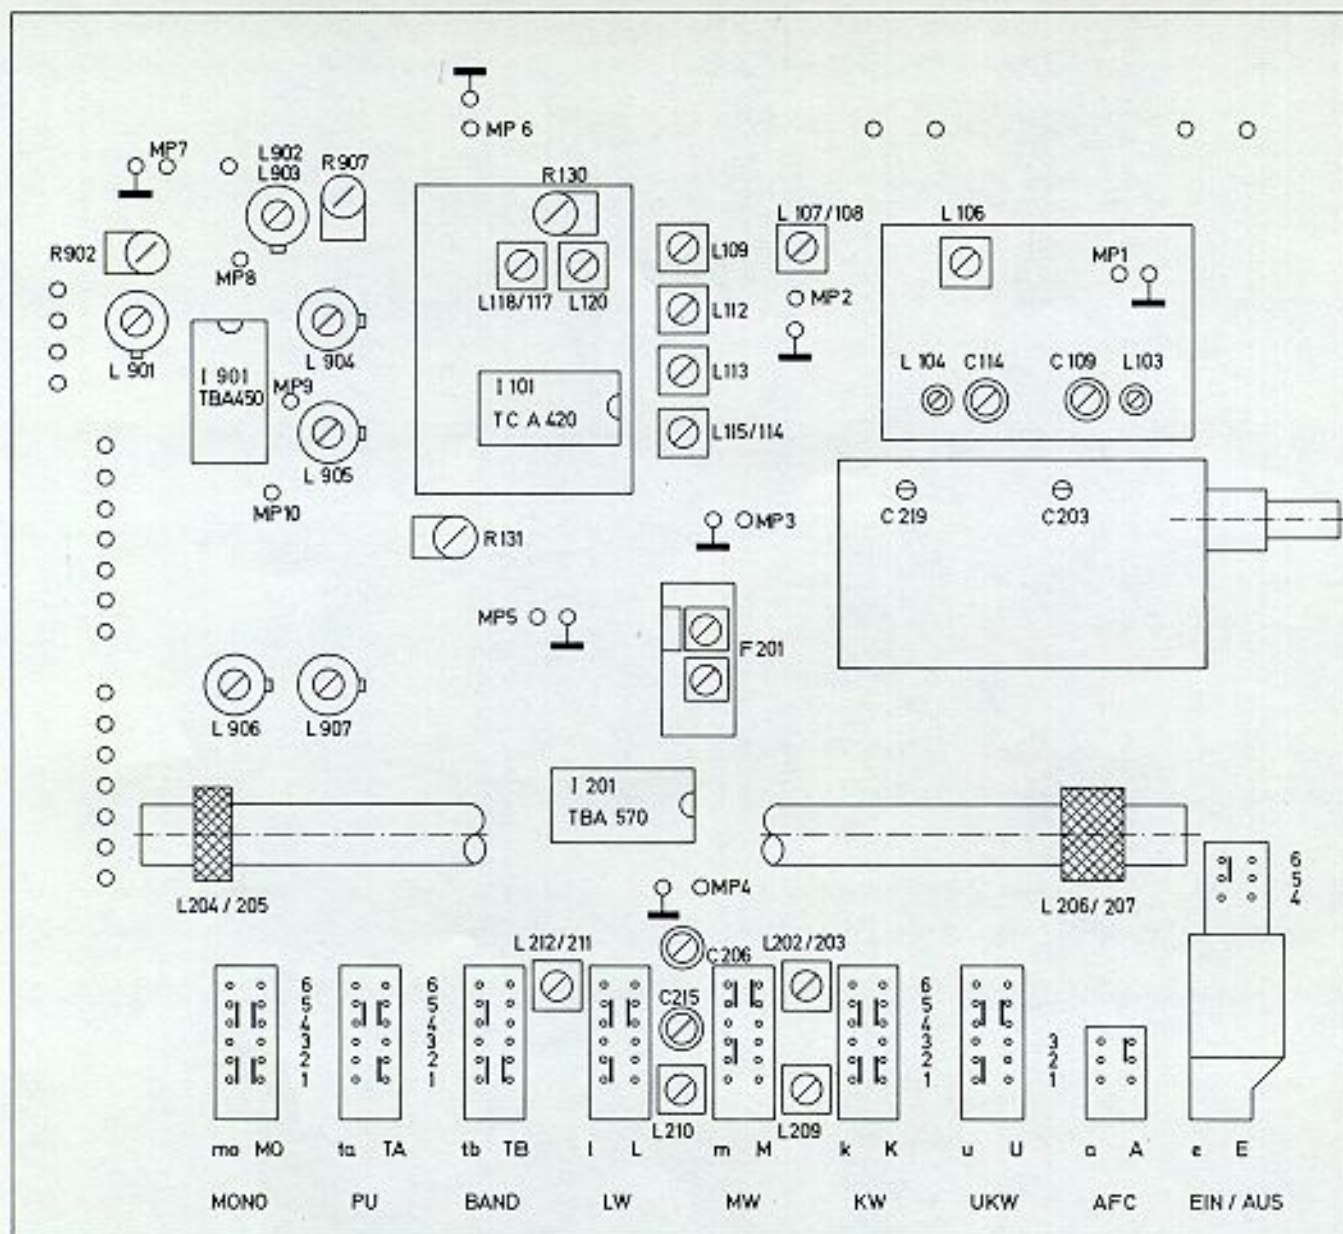 MP 6
MP7
L902
L903
R907
R130
L 107/108
L 106
R902
MP8
L109
MP1
L118/117
L120
MP2
L112
L 901
L 904
I 901
TBA450
MP9
I 101
TC A 420
L113
L 104
C114
C 109
L103
L115/114
L 905
MP10
R131
MP3
C 219
C203
MP5
F 201
L 906
L 907
I 201
TBA 570
L204 / 205
MP4
L 206/ 207
6
5
4
L 212/ 211
C206
L202/203
C215
6
5
4
3
2
1
6
5
4
3
2
1
6
5
4
3
2
1
3
2
1
L210
L209
mo MO
ta TA
tb TB
l L
m M
k K
u U
a A
e E
MONO
PU
BAND
LW
MW
KW
UKW
AFC
EIN / AUS